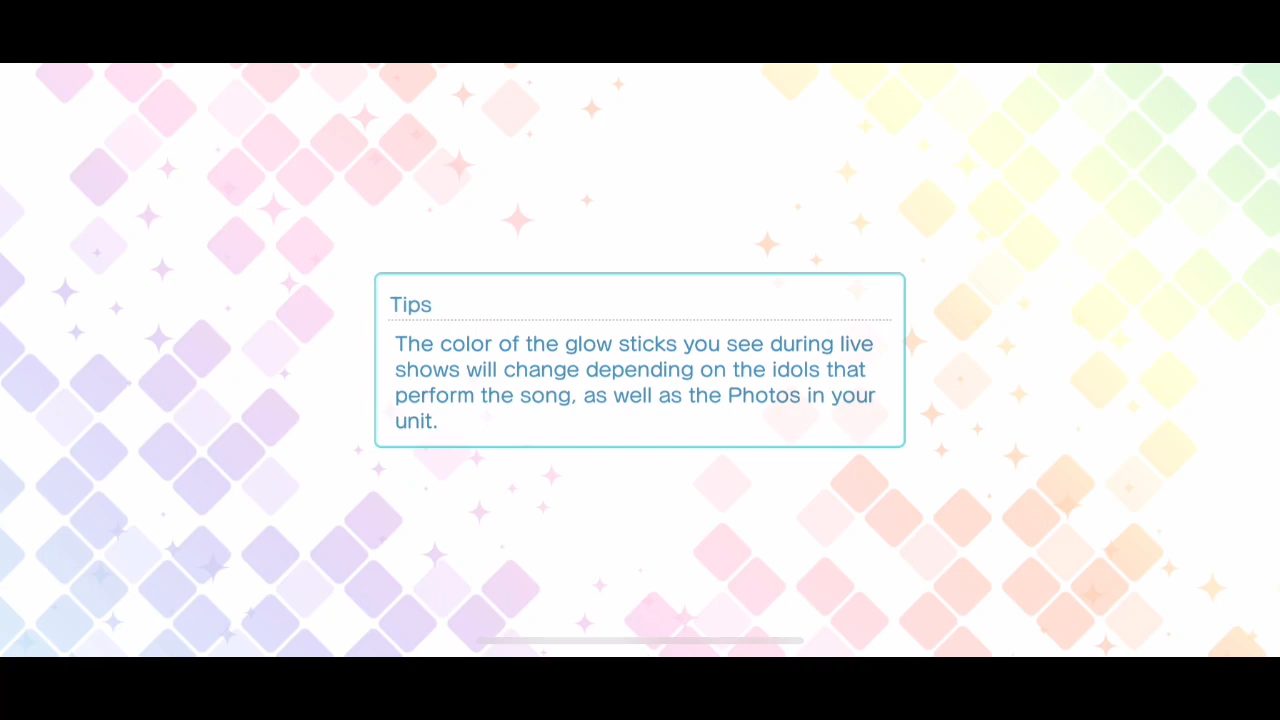 Tips
The color of the glow sticks you see during live
shows will change depending on the idols that
perform the song, as well as the Photos in your
unit.